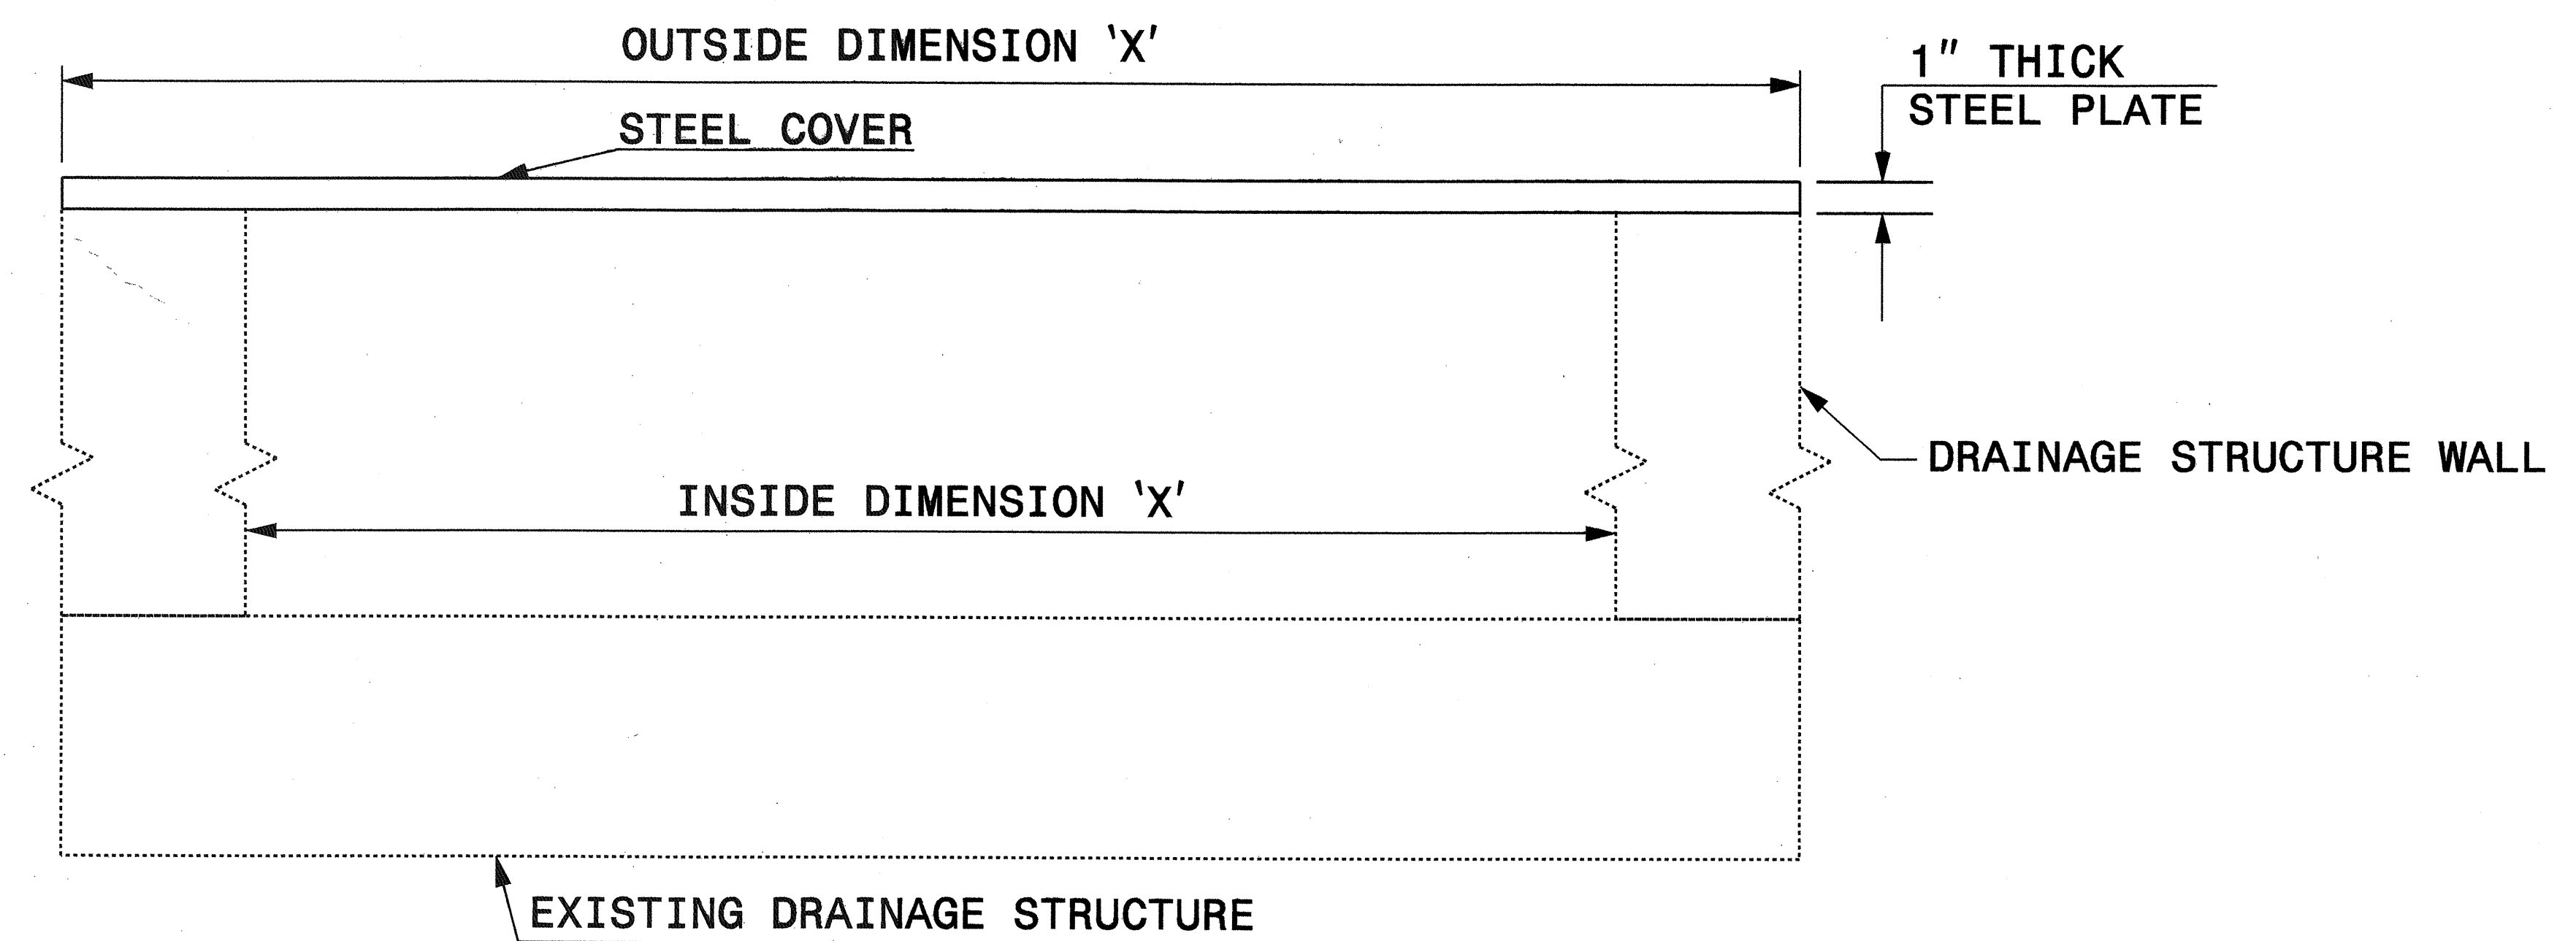 OUTSIDE DIMENSION 'X'
1" THICK
STEEL PLATE
STEEL COVER
DRAINAGE STRUCTURE WALL
INSIDE DIMENSION 'X'
EXISTING DRAINAGE STRUCTURE